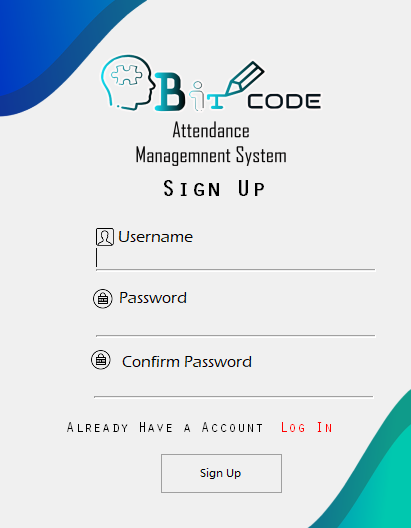 Bit CODE
Attendance
Managemnent System
Sign Up
Username
Password
Confirm Password
Already Have a Account Log In
Sign Up